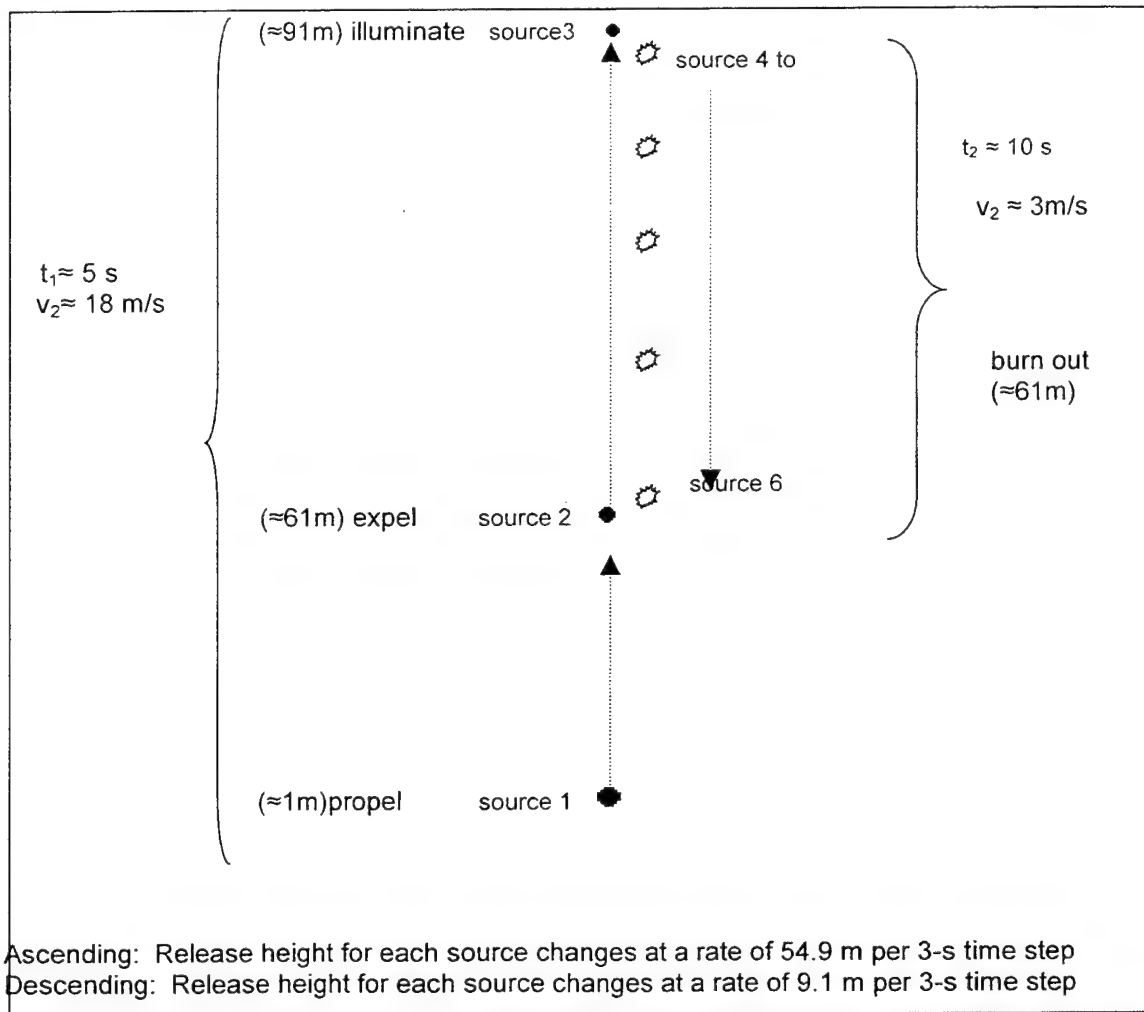 (≈91m) illuminate source3
source 4 to
t₂ ≈ 10 s
v₂ ≈ 3m/s
t₁≈ 5 s
v₂≈ 18 m/s
burn out
(≈61m)
source 6
(≈61m) expel source 2
(≈1m)propel source 1
Ascending: Release height for each source changes at a rate of 54.9 m per 3-s time step
Descending: Release height for each source changes at a rate of 9.1 m per 3-s time step